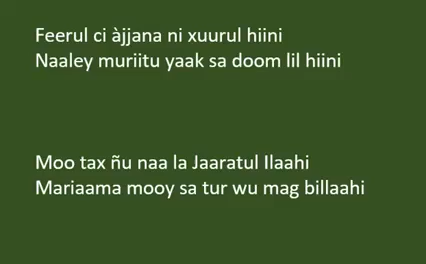 Feerul ci àjjana ni xuurul hiini
Naaley muriitu yaak sa doom lil hiini
Moo tax ñu naa la Jaaratul Ilaahi
Mariaama mooy sa tur wu mag billaahi